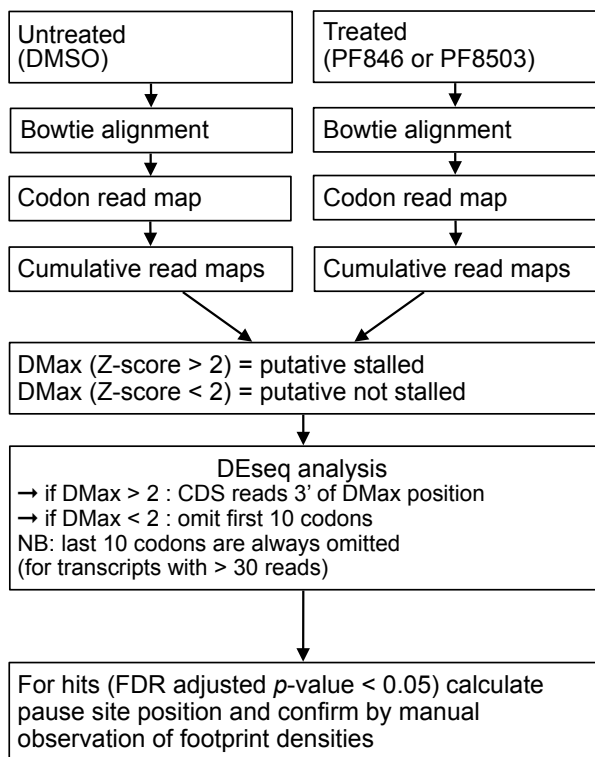 Untreated
(DMSO)
Treated
(PF846 or PF8503)
Bowtie alignment
Bowtie alignment
Codon read map
Codon read map
Cumulative read maps
Cumulative read maps
DMax (Z-score > 2) = putative stalled
DMax (Z-score < 2) = putative not stalled
DEseq analysis
→ if DMax > 2 : CDS reads 3’ of DMax position
→ if DMax < 2 : omit first 10 codons
NB: last 10 codons are always omitted
(for transcripts with > 30 reads)
For hits (FDR adjusted p-value < 0.05) calculate
pause site position and confirm by manual
observation of footprint densities